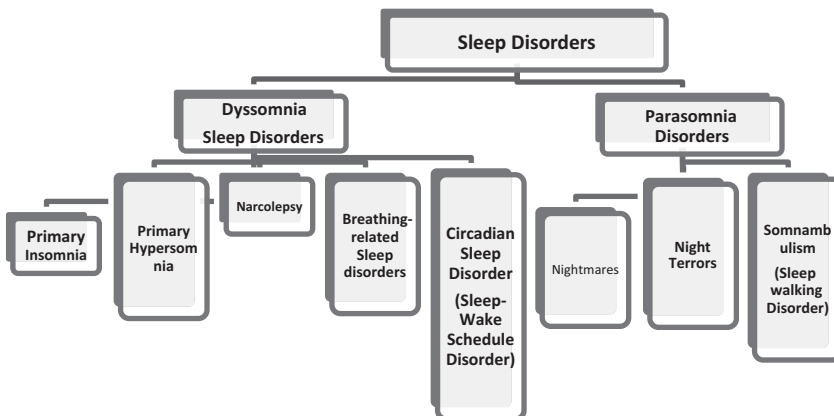 Sleep Disorders
Dyssomnia
Sleep Disorders
Parasomnia
Disorders
Primary
Insomnia
Primary
Hypersom
nia
Narcolepsy
Breathing-
related
Sleep
disorders
Circadian
Sleep
Disorder
(Sleep-
Wake
Schedule
Disorder)
Nightmares
Night
Terrors
Somnamb
ulism
(Sleep
walking
Disorder)